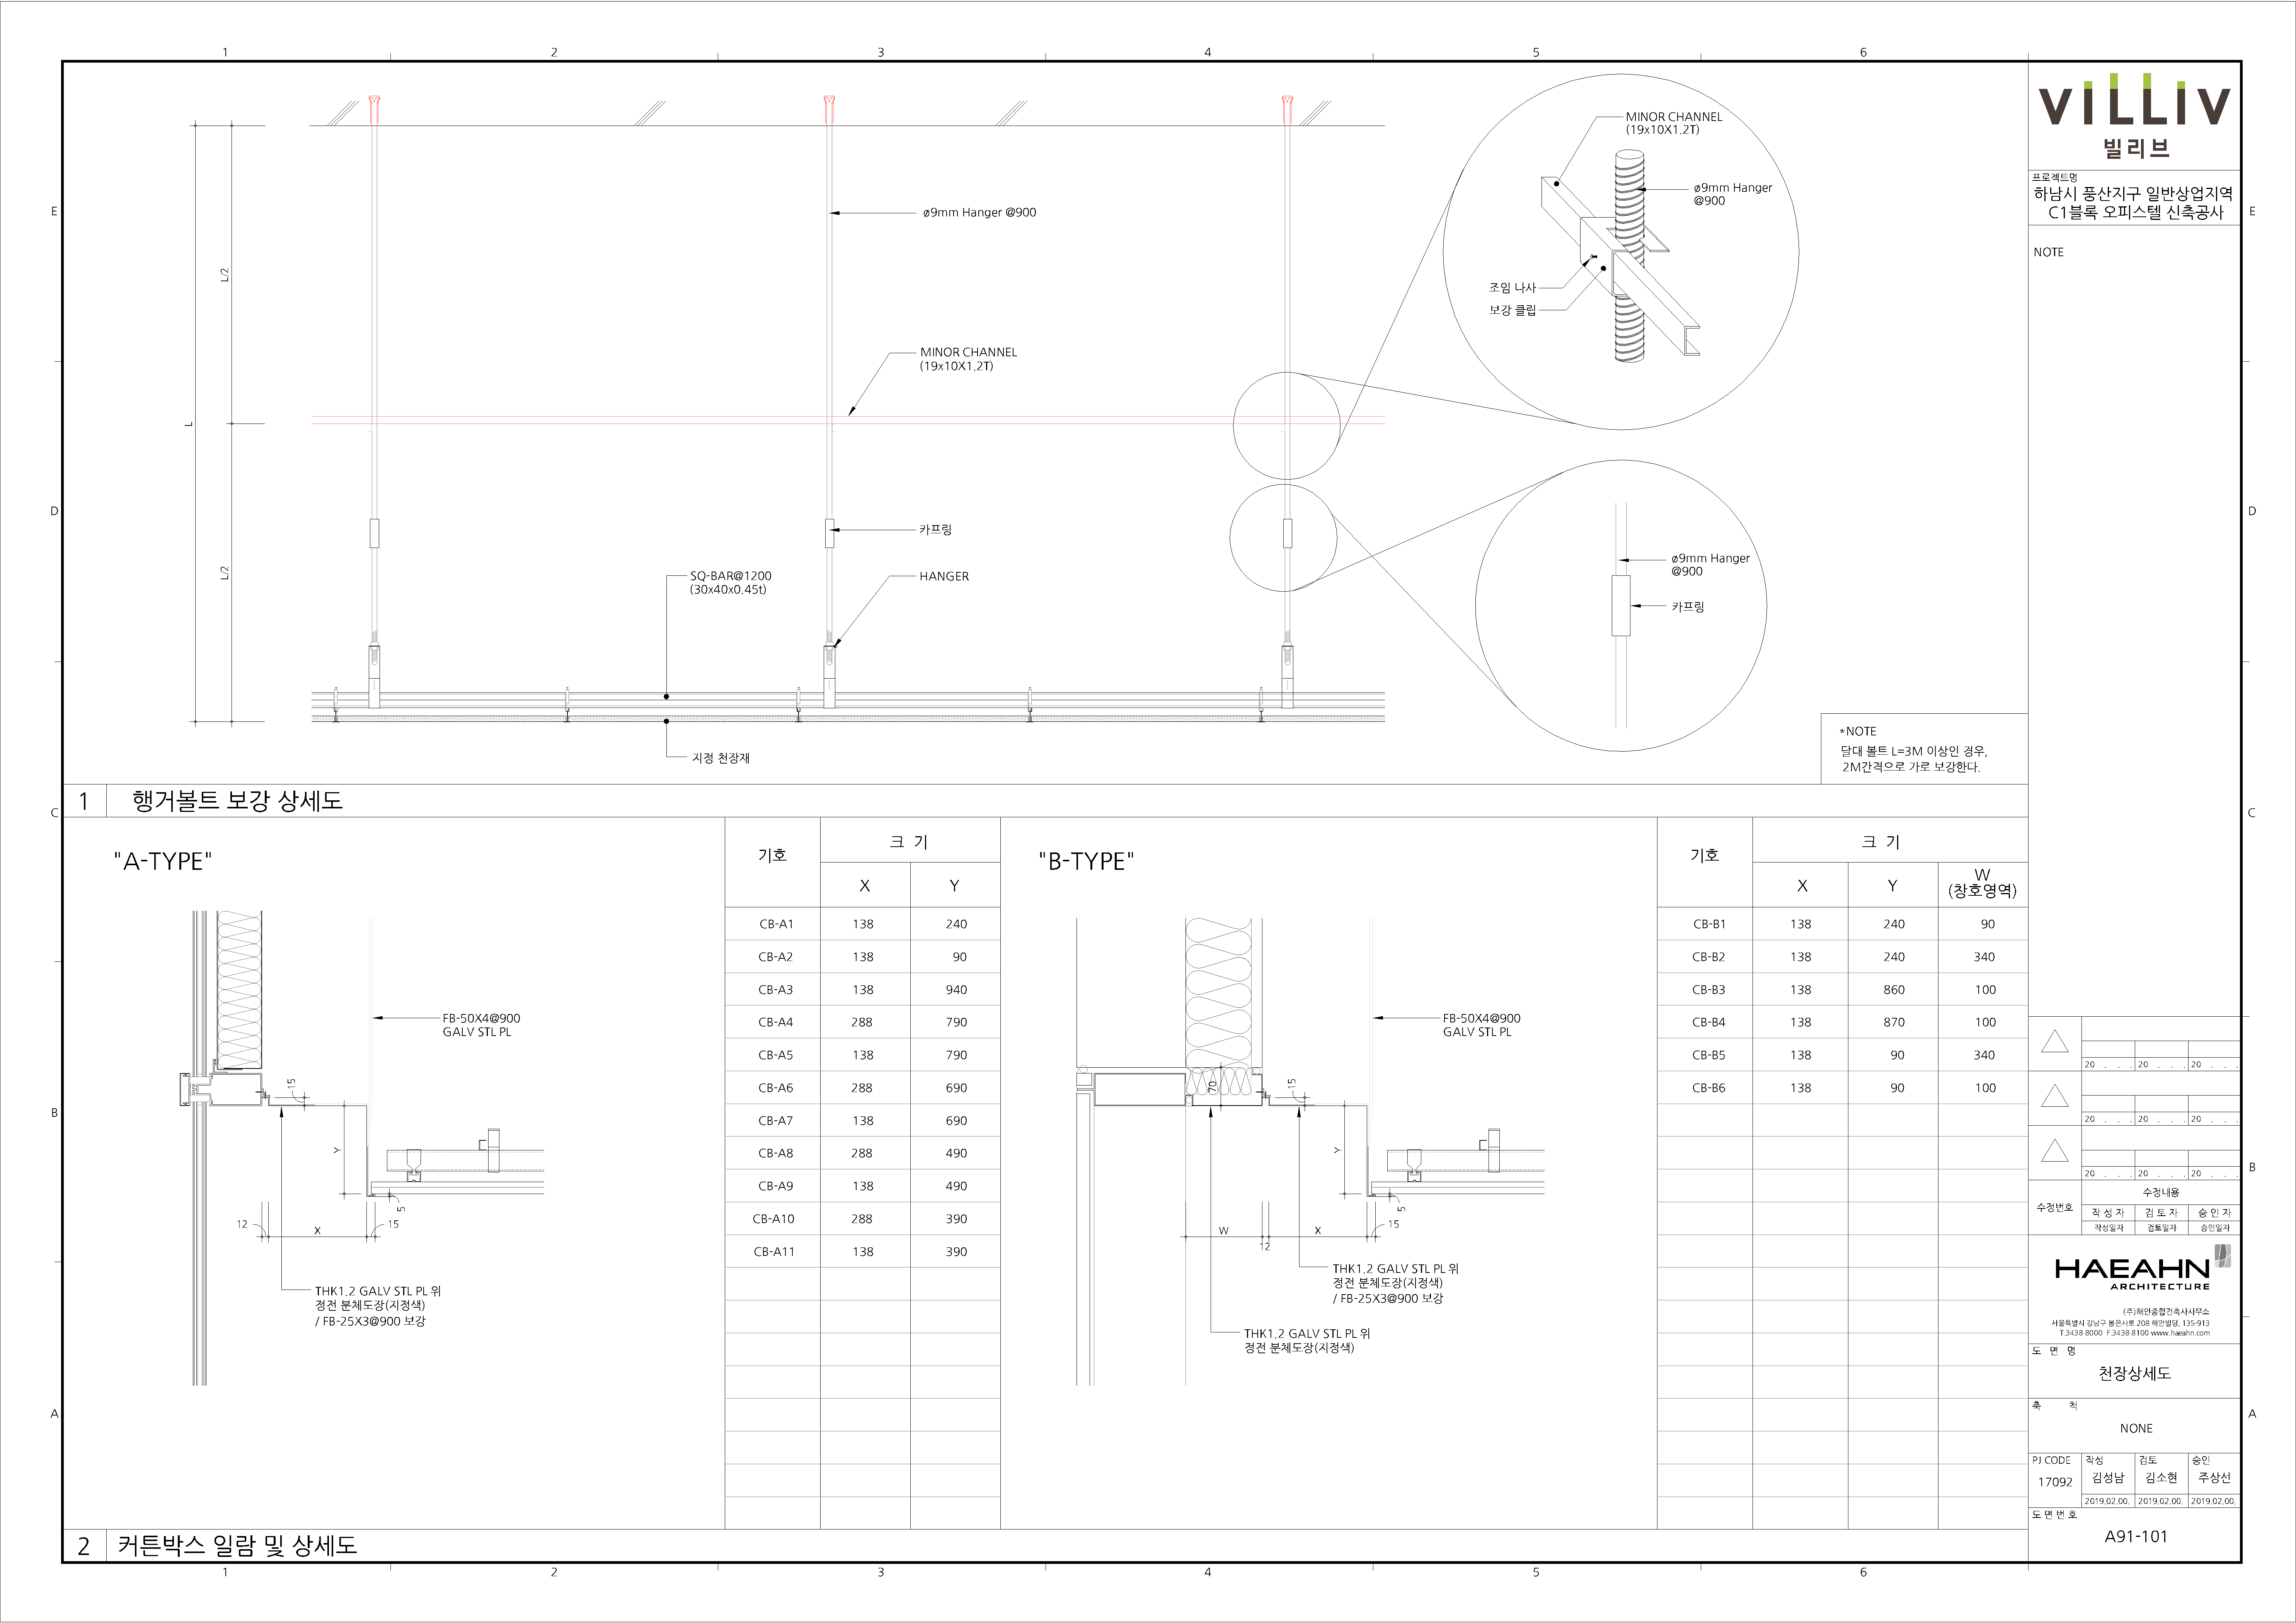 1
2
3
4
5
6
E
D
C
B
A
L
L/2
L/2
ø9mm Hanger @900
MINOR CHANNEL
(19x10X1.2T)
카프링
HANGER
SQ-BAR@1200
(30x40x0.45t)
지정 천장재
MINOR CHANNEL
(19x10X1.2T)
ø9mm Hanger
@900
조임 나사
보강 클립
ø9mm Hanger
@900
카프링
*NOTE
달대 볼트 L=3M 이상인 경우,
2M간격으로 가로 보강한다.
1 행거볼트 보강 상세도
"A-TYPE"
FB-50X4@900
GALV STL PL
15
Y
5
12
X
15
THK1.2 GALV STL PL 위
정전 분체도장(지정색)
/ FB-25X3@900 보강
기호 크 기
X Y
CB-A1 138 240
CB-A2 138 90
CB-A3 138 940
CB-A4 288 790
CB-A5 138 790
CB-A6 288 690
CB-A7 138 690
CB-A8 288 490
CB-A9 138 490
CB-A10 288 390
CB-A11 138 390
"B-TYPE"
FB-50X4@900
GALV STL PL
70
15
Y
5
15
W
12
X
THK1.2 GALV STL PL 위
정전 분체도장(지정색)
/ FB-25X3@900 보강
THK1.2 GALV STL PL 위
정전 분체도장(지정색)
기호 크 기
X Y W
(창호영역)
CB-B1 138 240 90
CB-B2 138 240 340
CB-B3 138 860 100
CB-B4 138 870 100
CB-B5 138 90 340
CB-B6 138 90 100
2 커튼박스 일람 및 상세도
VILLIV
빌리브
프로젝트명
하남시 풍산지구 일반상업지역
C1블록 오피스텔 신축공사
NOTE
20 . . . 20 . . . 20 . . .
20 . . . 20 . . . 20 . . .
20 . . . 20 . . . 20 . . .
수정번호
수정내용
작 성 자 검 토 자 승 인 자
작성일자 검토일자 승인일자
HAEAHN
ARCHITECTURE
(주)해안종합건축사사무소
서울특별시 강남구 봉은사로 208 해안빌딩, 135-913
T.3438 8000 F.3438 8100 www.haeahn.com
도 면 명
천장상세도
축 척
NONE
PJ CODE 작성 검토 승인
17092 김성남 김소현 주상선
2019.02.00. 2019.02.00. 2019.02.00.
도 면 번 호
A91-101
E
D
C
B
A
1
2
3
4
5
6